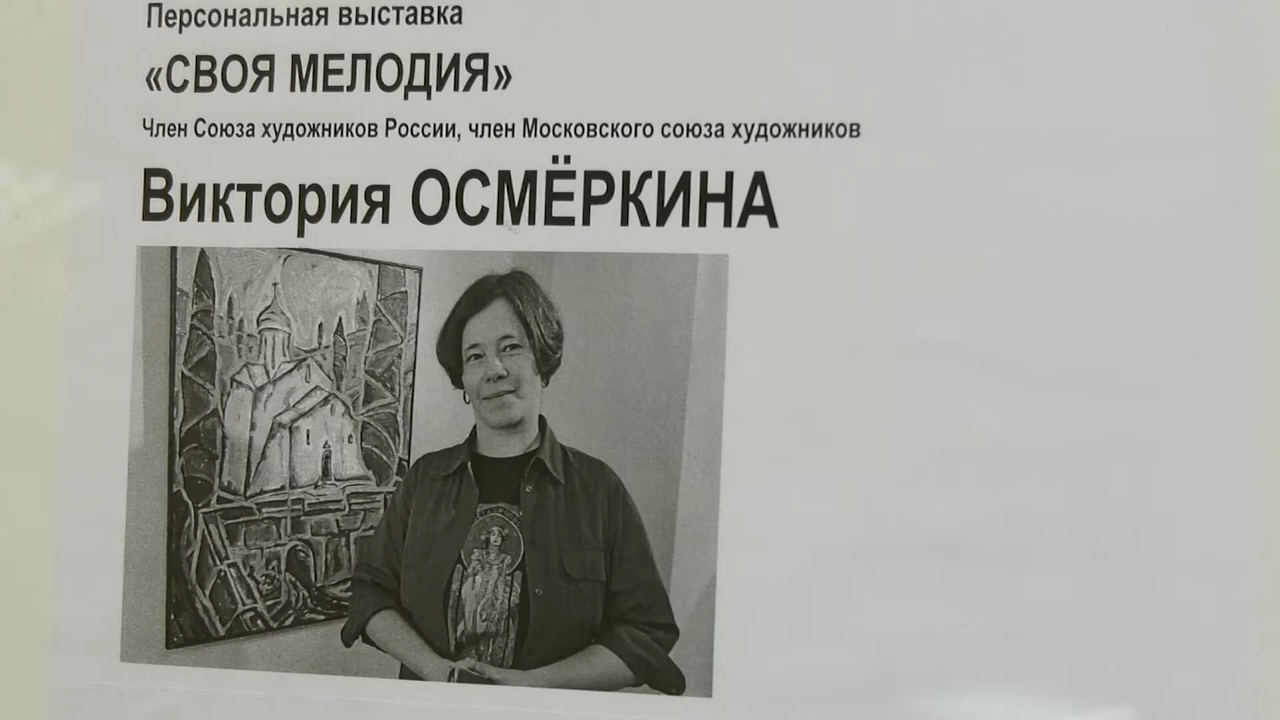 Персональная выставка
«СВОЯ МЕЛОДИЯ»
Член Союза художников России, член Московского союза художников
Виктория ОСМЁРКИНА